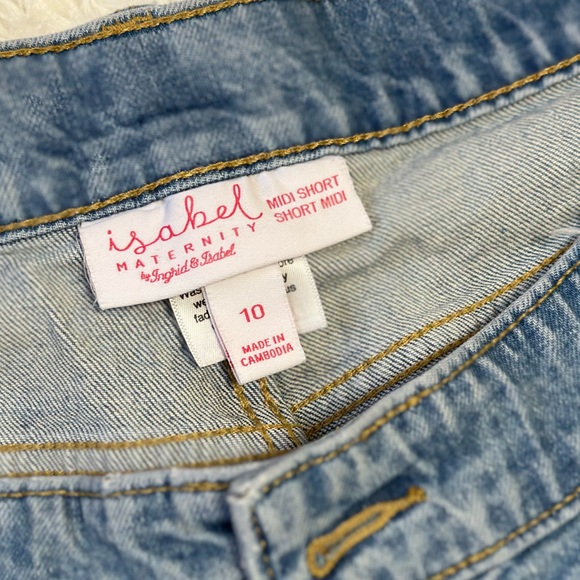 isabel
MATERNITY
by Ingrid & Isabel
MIDI SHORT
SHORT MIDI
10
MADE IN
CAMBODIA